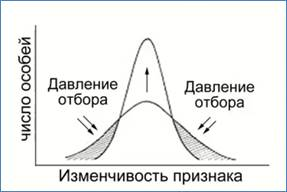 число особей
Давление
отбора
Давление
отбора
Изменчивость признака